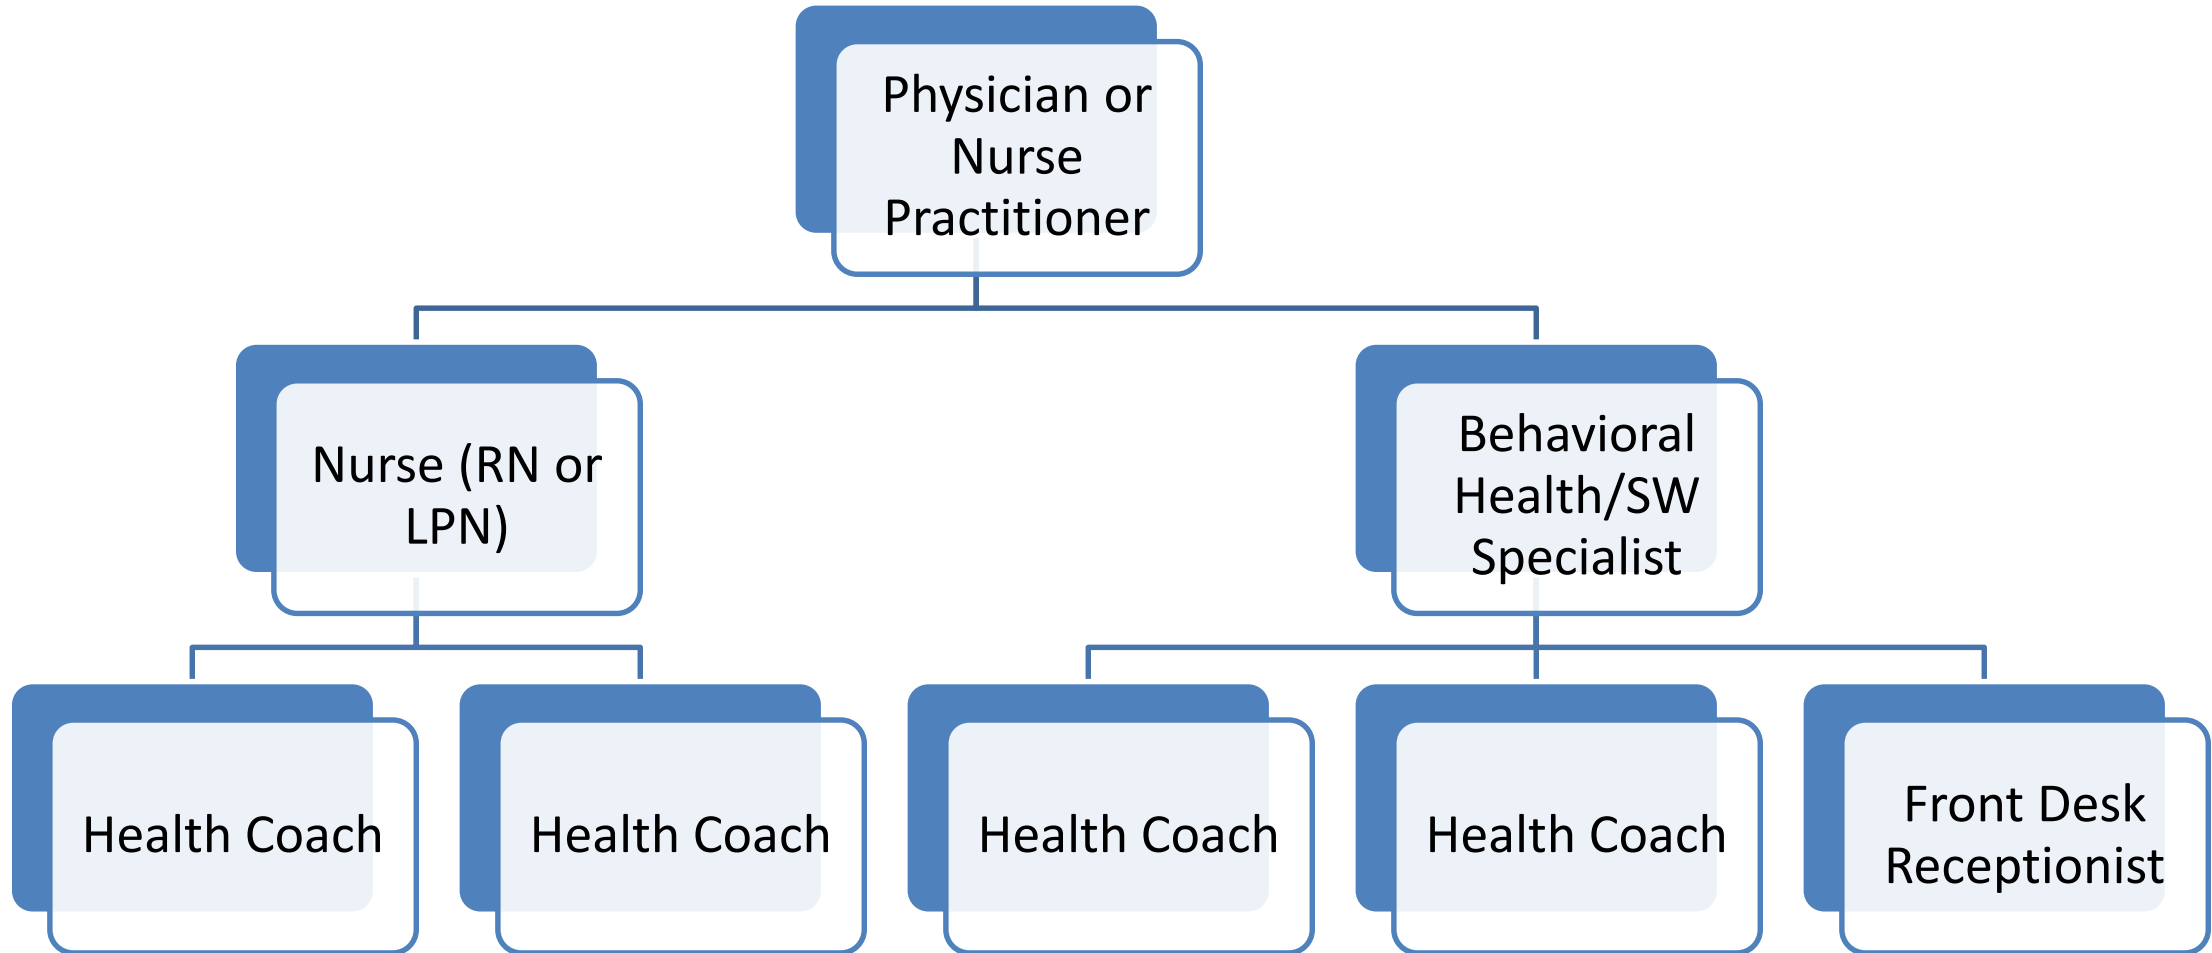 Physician or
Nurse
Practitioner
Nurse (RN or
LPN)
Behavioral
Health/SW
Specialist
Health Coach
Health Coach
Health Coach
Health Coach
Front Desk
Receptionist